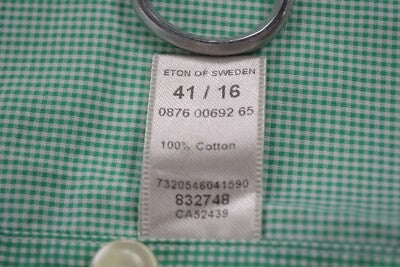 ETON OF SWEDEN
41 / 16
0876 00692 65
100% Cotton
7320546041590
832748
CA52439